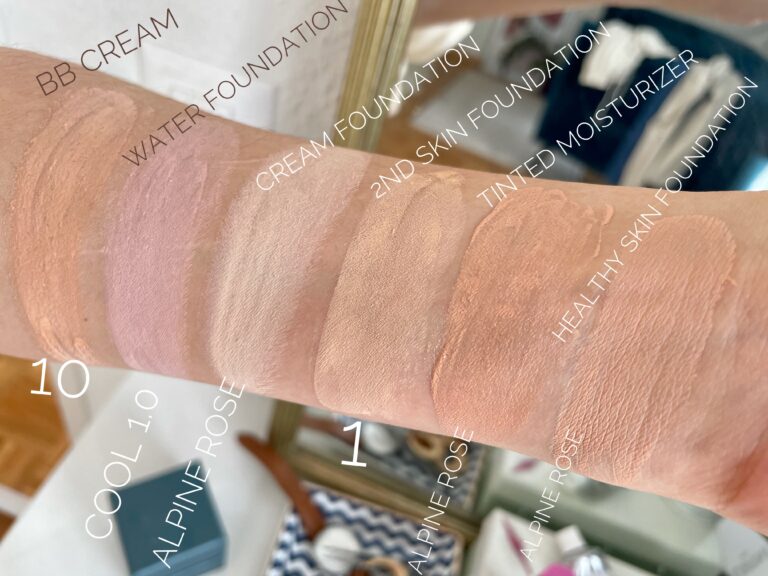 BB CREAM
WATER FOUNDATION
CREAM FOUNDATION
2ND SKIN FOUNDATION
TINTED MOISTURIZER
HEALTHY SKIN FOUNDATION
10
COOL 1.0
ALPINE ROSE
1
ALPINE ROSE
ALPINE ROSE